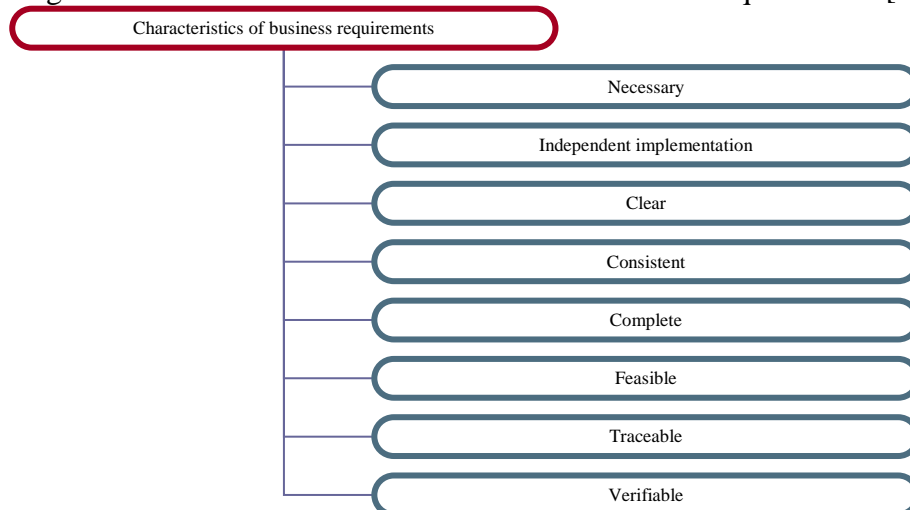 Characteristics of business requirements
Necessary
Independent implementation
Clear
Consistent
Complete
Feasible
Traceable
Verifiable